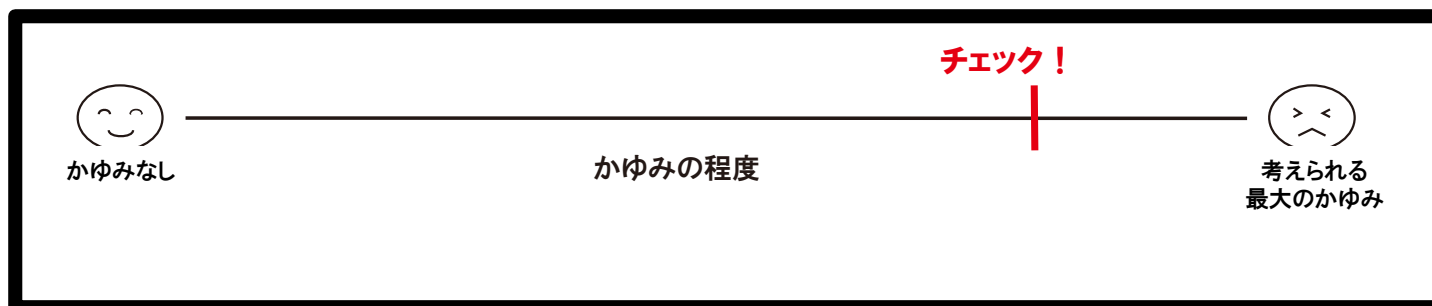 チェック！
かゆみなし
かゆみの程度
考えられる
最大のかゆみ